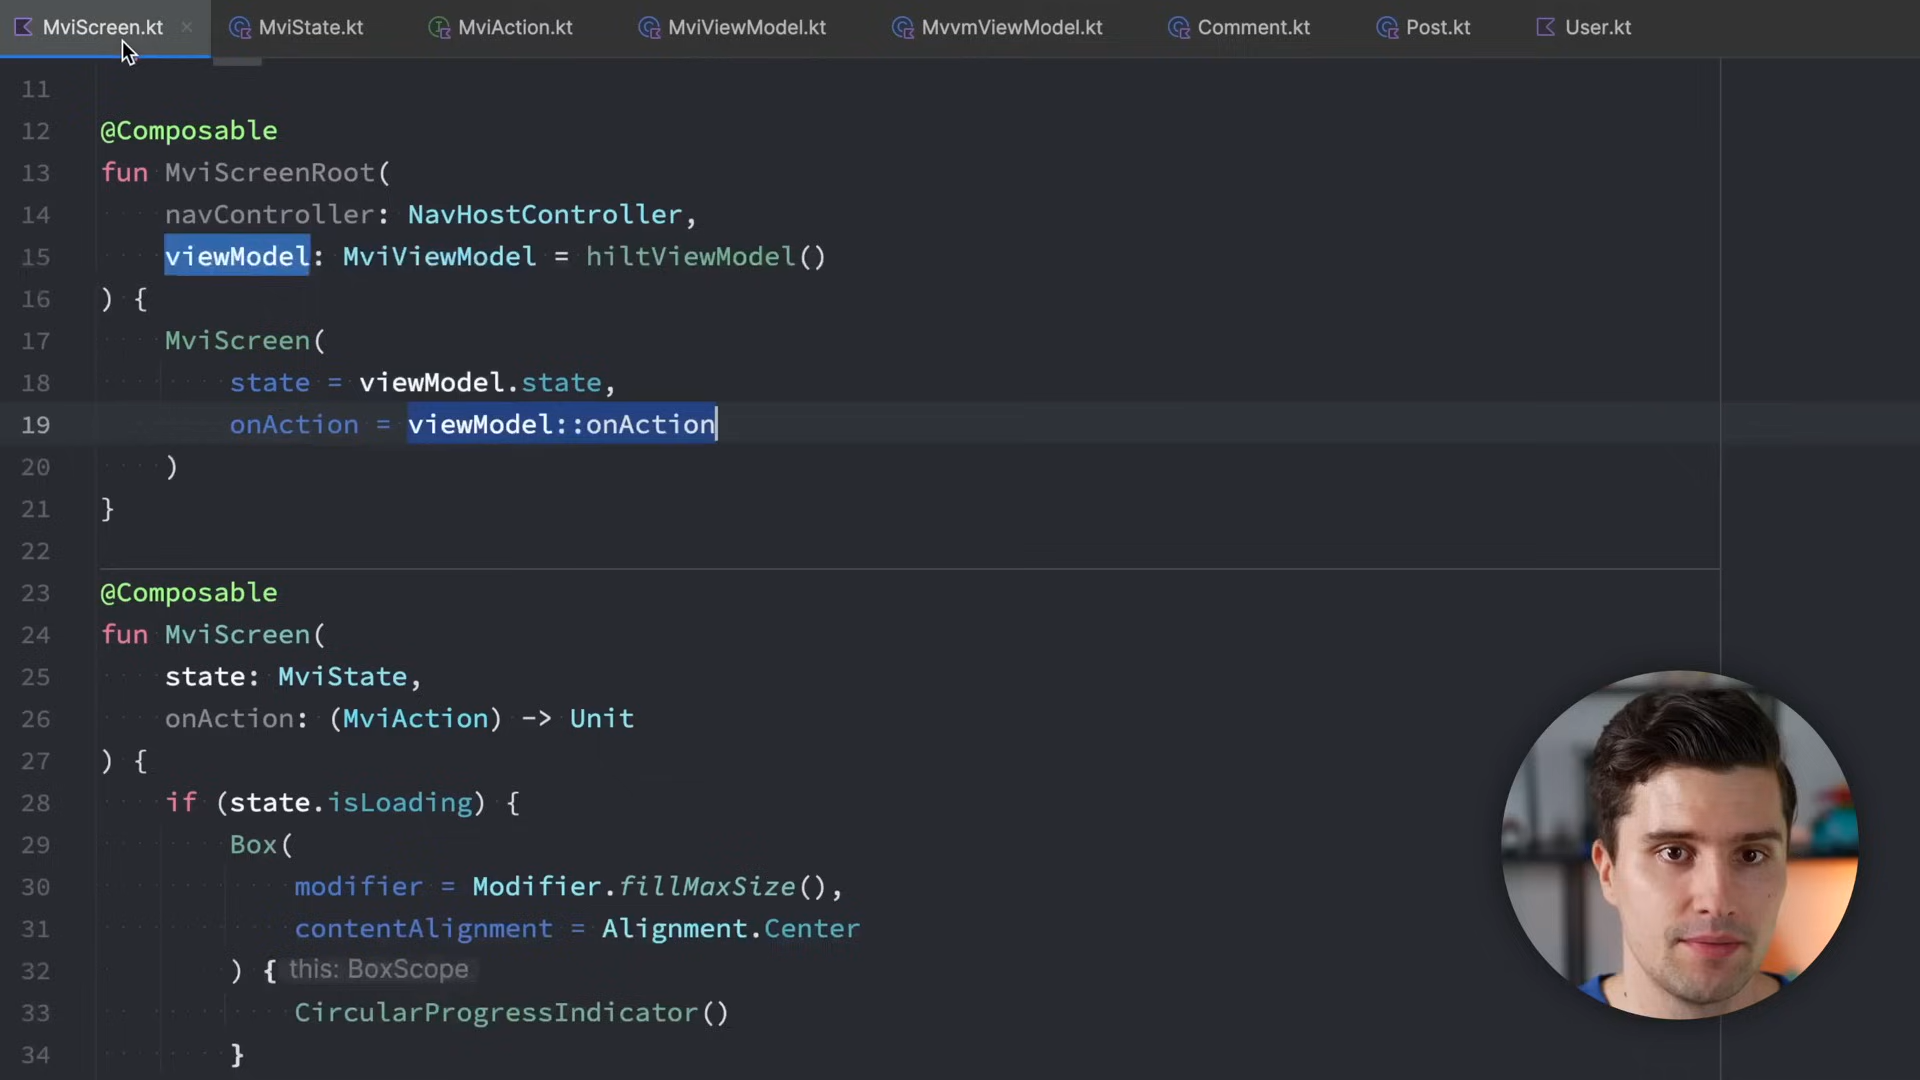 MviScreen.kt MviState.kt MviAction.kt MviViewModel.kt MvvmViewModel.kt Comment.kt Post.kt User.kt
11
12 @Composable
13 fun MviScreenRoot(
14 navController: NavHostController,
15 viewModel: MviViewModel = hiltViewModel()
16 ) {
17 MviScreen(
18 state = viewModel.state,
19 onAction = viewModel::onAction
20 )
21 }
22
23 @Composable
24 fun MviScreen(
25 state: MviState,
26 onAction: (MviAction) -> Unit
27 ) {
28 if (state.isLoading) {
29 Box(
30 modifier = Modifier.fillMaxSize(),
31 contentAlignment = Alignment.Center
32 ) { this: BoxScope
33 CircularProgressIndicator()
34 }